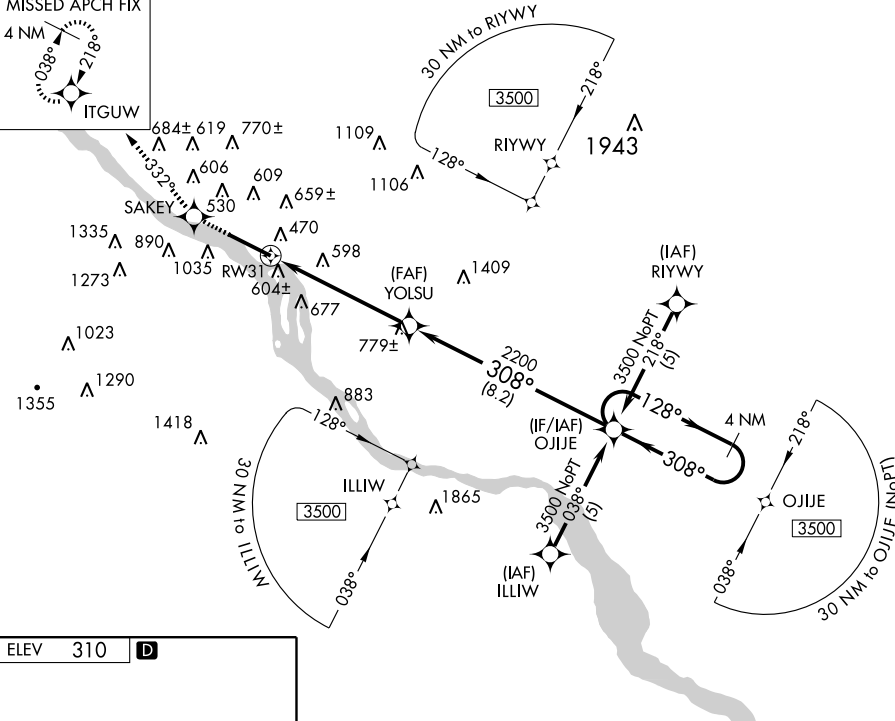 MISSED APCH FIX
4 NM
038°
218°
ITGUW
30 NM to RIYWY
218°
3500
RIYWY
128°
1943
684± 619 770±
1109
1106
332°
606
609
659±
SAKEY
530
470
1335
890
1035
RW31
598
1273
604±
677
1409
(FAF)
YOLSU
(IAF)
RIYWY
1023
779±
3500 NoPT
218°
(5)
2200
308°
(8.2)
1355
1290
883
128°
4 NM
1418
128°
(IF/IAF)
OJIJE
308°
218°
30 NM to ILLIW
ILLIW
3500
1865
3500 NoPT
038°
(5)
OJIJE
3500
038°
(IAF)
ILLIW
038°
30 NM to OJIJE (NoPT)
ELEV 310 D